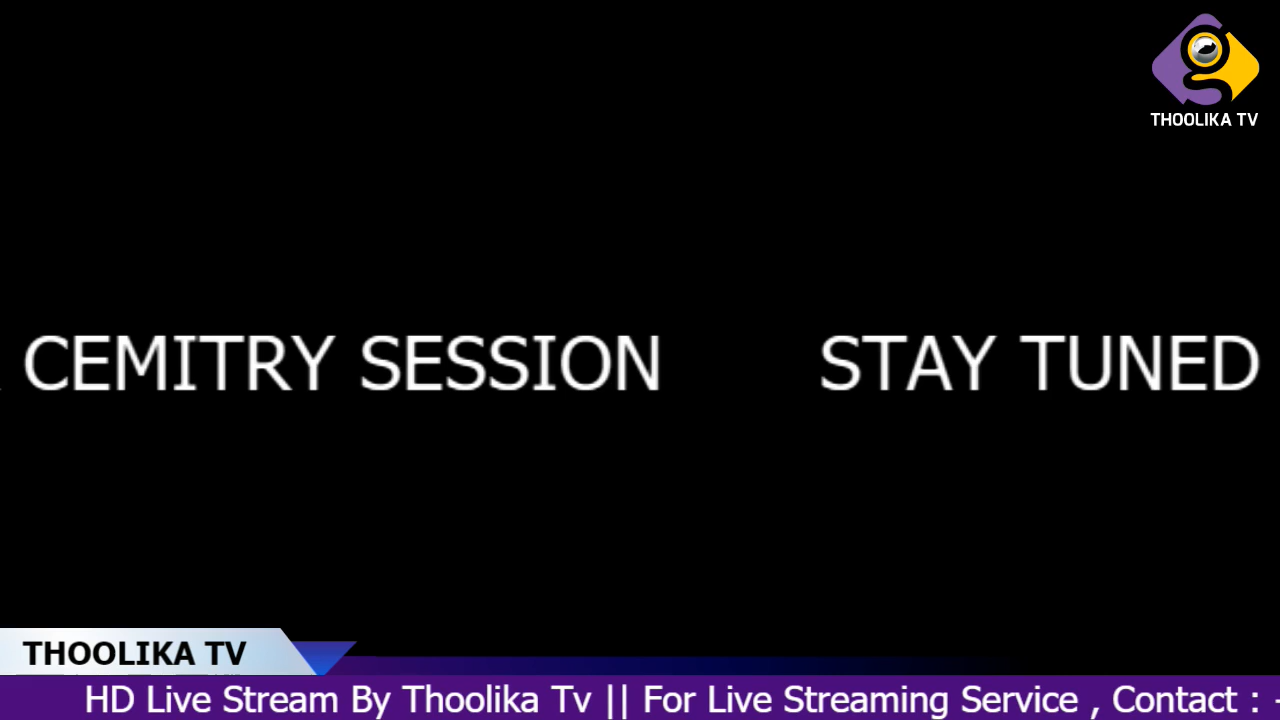 THOOLIKA TV
CEMITRY SESSION STAY TUNED
THOOLIKA TV
HD Live Stream By Thoolika Tv || For Live Streaming Service , Contact :